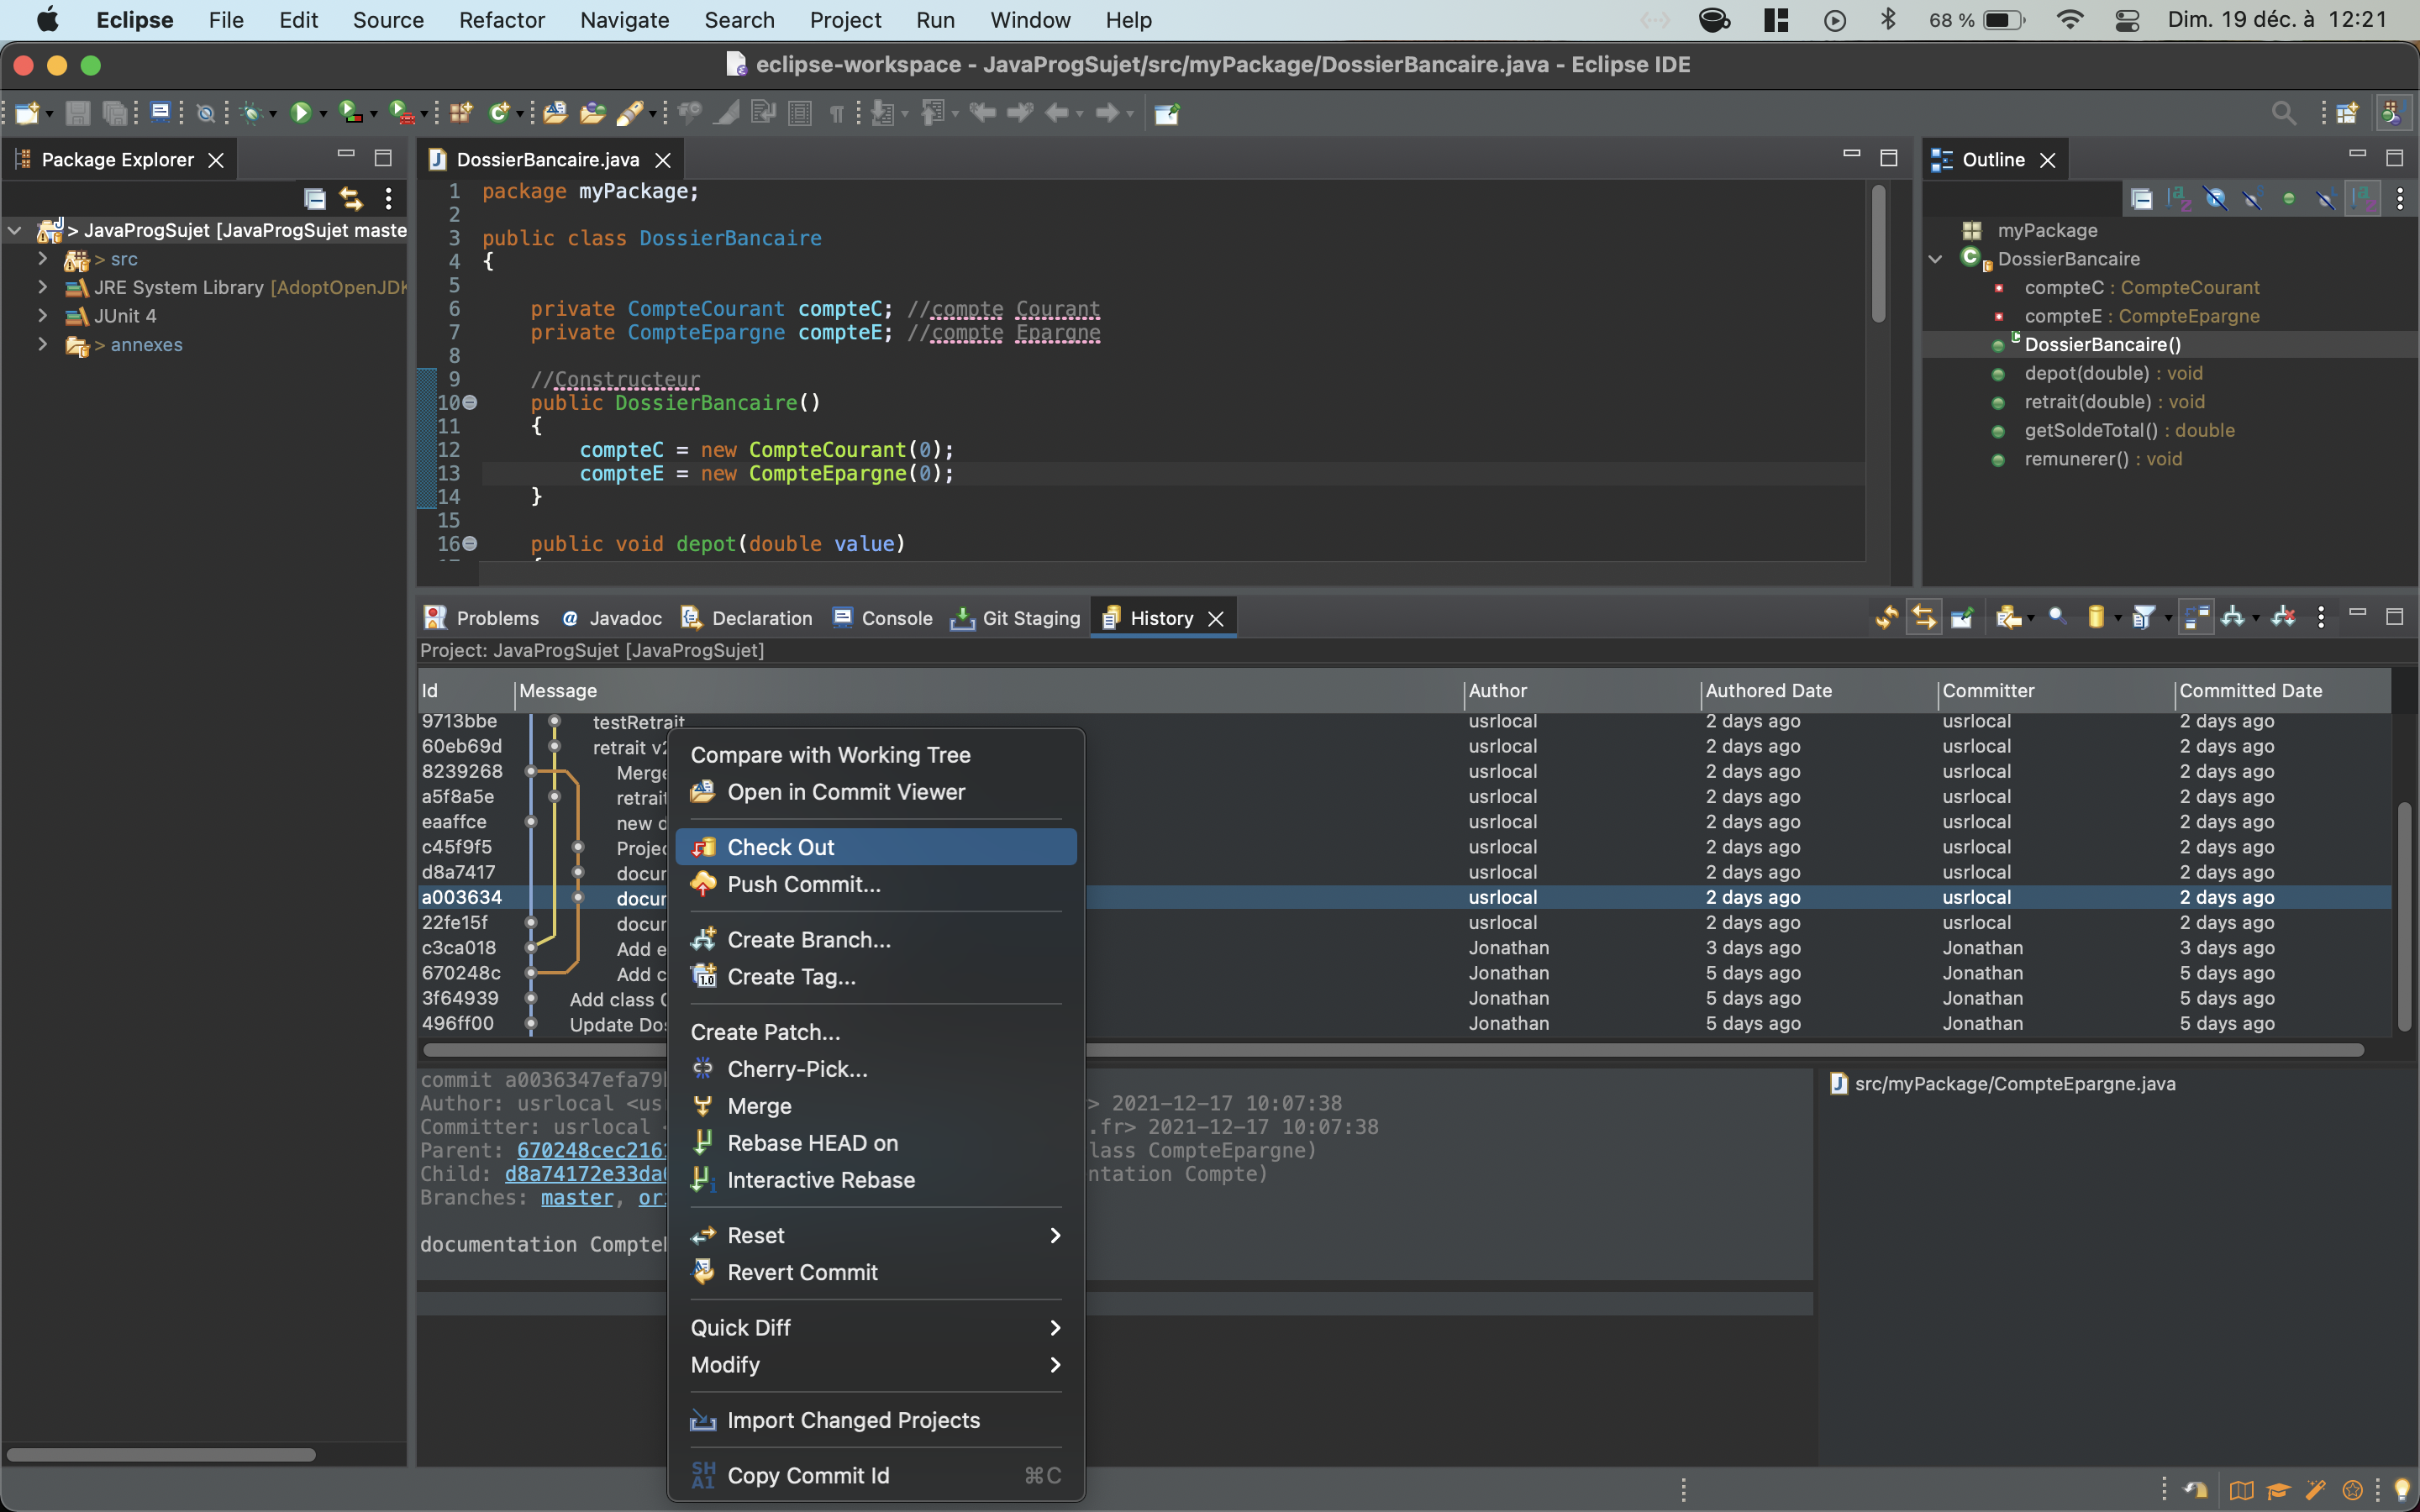 Eclipse File Edit Source Refactor Navigate Search Project Run Window Help 68 % Dim. 19 déc. à 12:21
eclipse-workspace - JavaProgSujet/src/myPackage/DossierBancaire.java - Eclipse IDE
Package Explorer
> JavaProgSujet [JavaProgSujet maste
> src
JRE System Library [AdoptOpenJDK
JUnit 4
> annexes
DossierBancaire.java
1 package myPackage;
2
3 public class DossierBancaire
4 {
5
6 private CompteCourant compteC; //compte Courant
7 private CompteEpargne compteE; //compte Epargne
8
9 //Constructeur
10 public DossierBancaire()
11 {
12 compteC = new CompteCourant(0);
13 compteE = new CompteEpargne(0);
14 }
15
16 public void depot(double value)
Outline
myPackage
DossierBancaire
compteC : CompteCourant
compteE : CompteEpargne
DossierBancaire()
depot(double) : void
retrait(double) : void
getSoldeTotal() : double
remunerer() : void
Problems Javadoc Declaration Console Git Staging History
Project: JavaProgSujet [JavaProgSujet]
Id Message Author Authored Date Committer Committed Date
9713bbe testRetrait usrlocal 2 days ago usrlocal 2 days ago
60eb69d retrait v2 usrlocal 2 days ago usrlocal 2 days ago
8239268 Merge usrlocal 2 days ago usrlocal 2 days ago
a5f8a5e retrait usrlocal 2 days ago usrlocal 2 days ago
eaaffce new d usrlocal 2 days ago usrlocal 2 days ago
c45f9f5 Projec usrlocal 2 days ago usrlocal 2 days ago
d8a7417 docur usrlocal 2 days ago usrlocal 2 days ago
a003634 docur usrlocal 2 days ago usrlocal 2 days ago
22fe15f docur usrlocal 2 days ago usrlocal 2 days ago
c3ca018 Add e Jonathan 3 days ago Jonathan 3 days ago
670248c Add c Jonathan 5 days ago Jonathan 5 days ago
3f64939 Add class Jonathan 5 days ago Jonathan 5 days ago
496ff00 Update Dos Jonathan 5 days ago Jonathan 5 days ago
commit a0036347efa79
Author: usrlocal <us > 2021-12-17 10:07:38
Committer: usrlocal < .fr> 2021-12-17 10:07:38
Parent: 670248cec216 lass CompteEpargne)
Child: d8a74172e33da ntation Compte)
Branches: master, or
documentation Compte
src/myPackage/CompteEpargne.java
Compare with Working Tree
Open in Commit Viewer
Check Out
Push Commit...
Create Branch...
Create Tag...
Create Patch...
Cherry-Pick...
Merge
Rebase HEAD on
Interactive Rebase
Reset
Revert Commit
Quick Diff
Modify
Import Changed Projects
SHA1 Copy Commit Id ⌘C